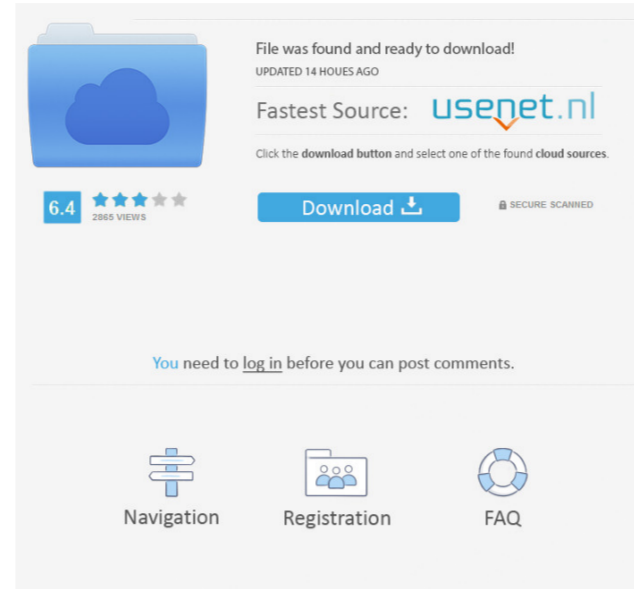 File was found and ready to download!
UPDATED 14 HOUES AGO
Fastest Source: usenet.nl
Click the download button and select one of the found cloud sources.
6.4
2865 VIEWS
Download
SECURE SCANNED
You need to log in before you can post comments.
Navigation
Registration
FAQ